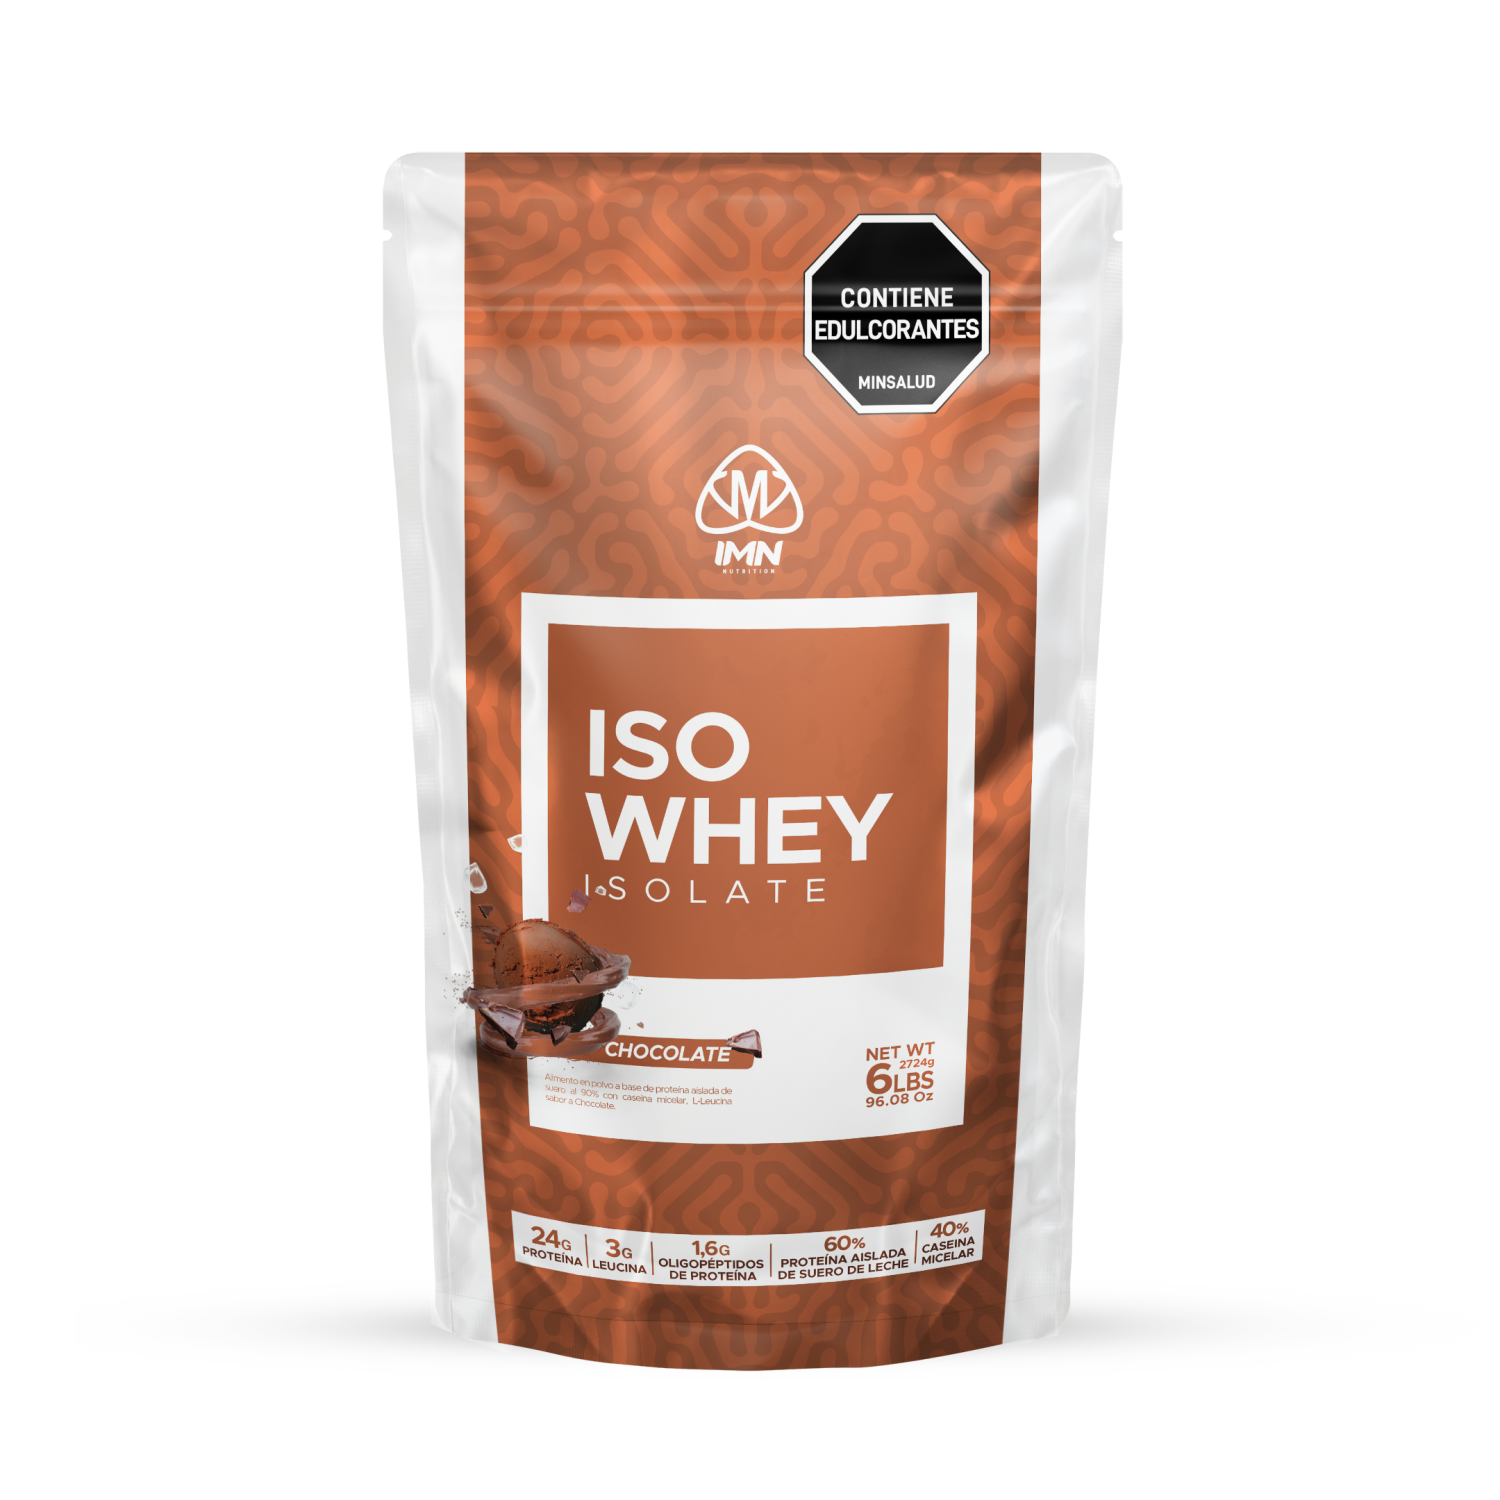 CONTIENE
EDULCORANTES
MINSALUD
M
IMN
NUTRITION
ISO
WHEY
ISOLATE
CHOCOLATE
Alimento en polvo a base de proteína aislada de
suero al 90% con caseína micelar, L-Leucina
sabor a Chocolate.
NET WT
2724g
6LBS
96.08 Oz
24G
PROTEÍNA
3G
LEUCINA
1,6G
OLIGOPÉPTIDOS
DE PROTEÍNA
60%
PROTEÍNA AISLADA
DE SUERO DE LECHE
40%
CASEINA
MICELAR